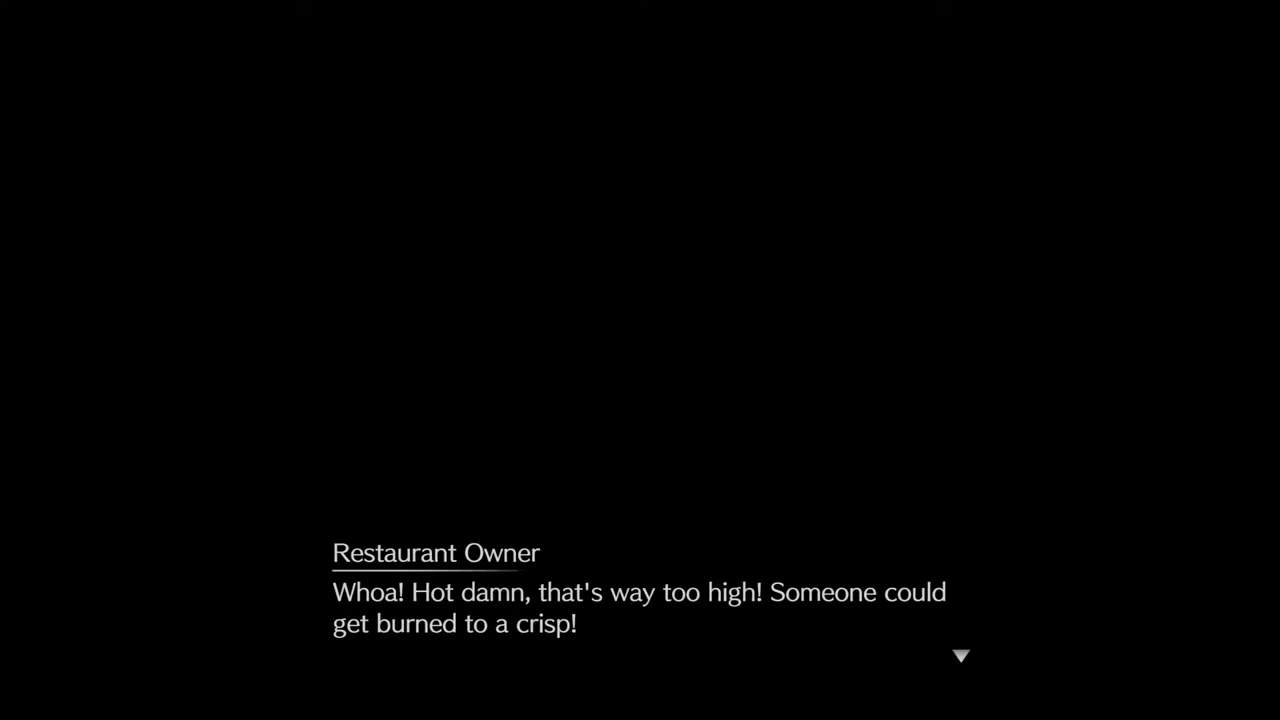 Restaurant Owner
Whoa! Hot damn, that's way too high! Someone could
get burned to a crisp!